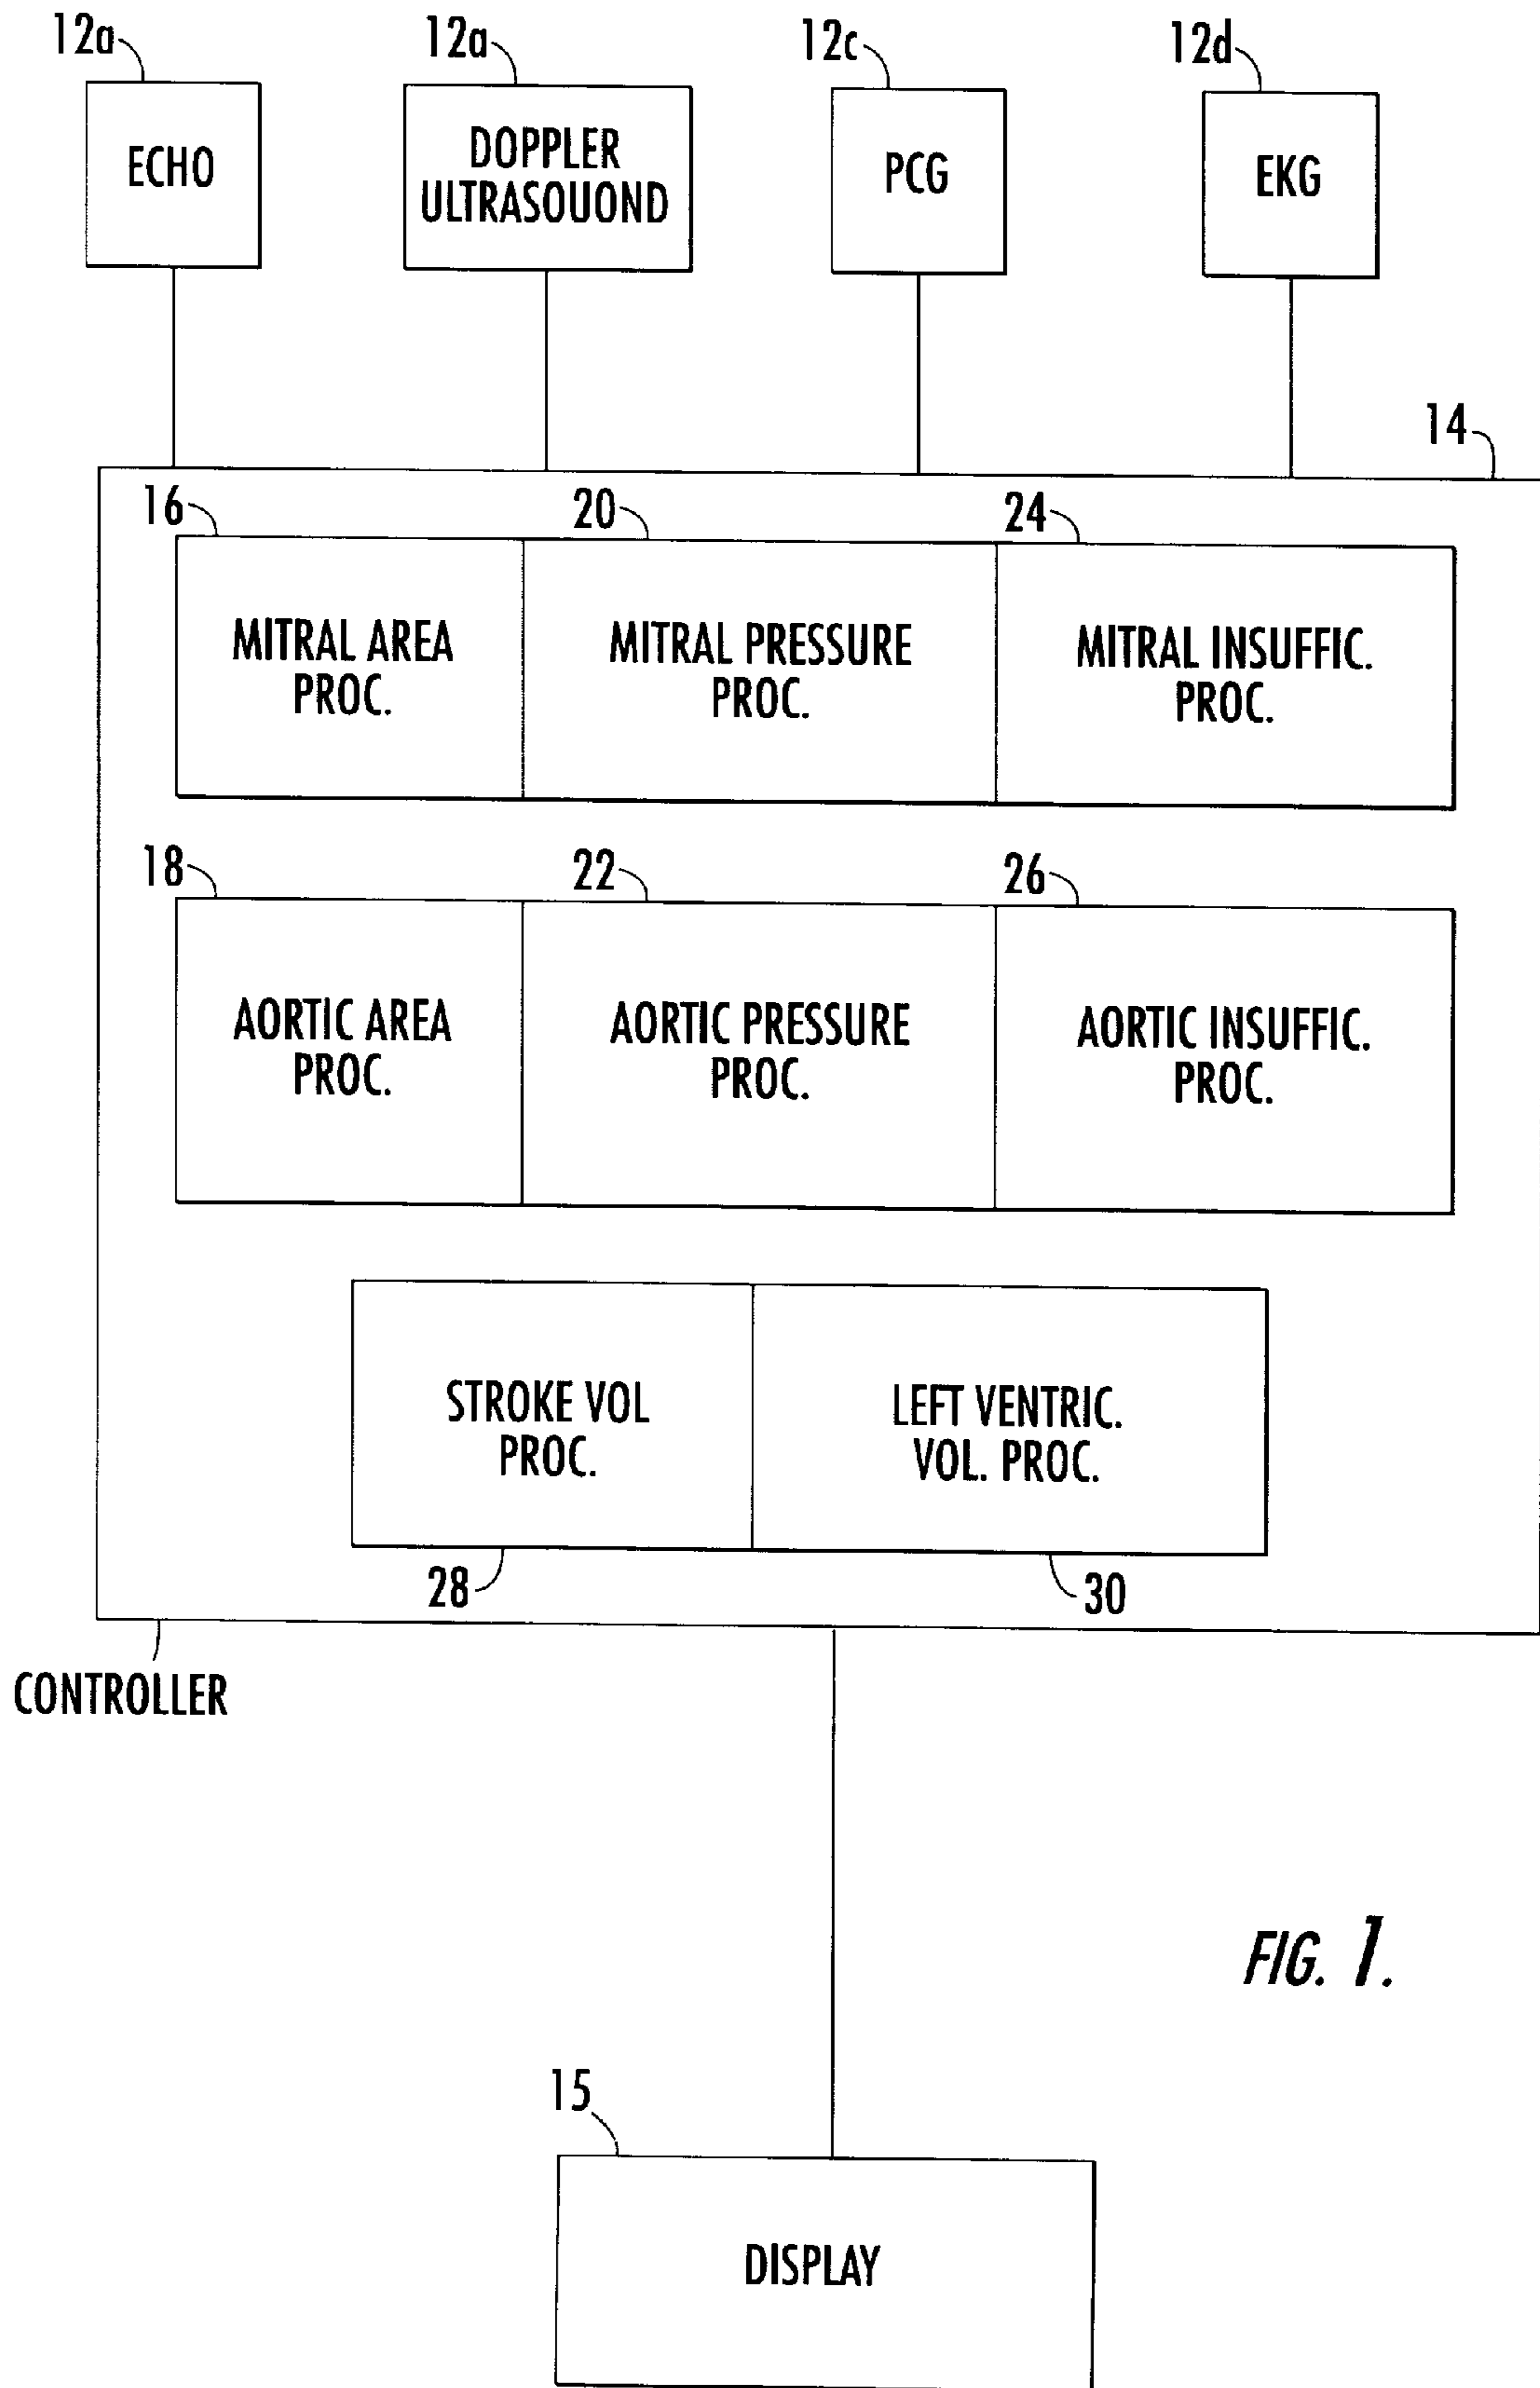 12a
12a
12c
12d
ECHO
DOPPLER
ULTRASOUOND
PCG
EKG
14
16
20
24
MITRAL AREA
PROC.
MITRAL PRESSURE
PROC.
MITRAL INSUFFIC.
PROC.
18
22
26
AORTIC AREA
PROC.
AORTIC PRESSURE
PROC.
AORTIC INSUFFIC.
PROC.
STROKE VOL
PROC.
LEFT VENTRIC.
VOL. PROC.
28
30
CONTROLLER
FIG. 1.
15
DISPLAY